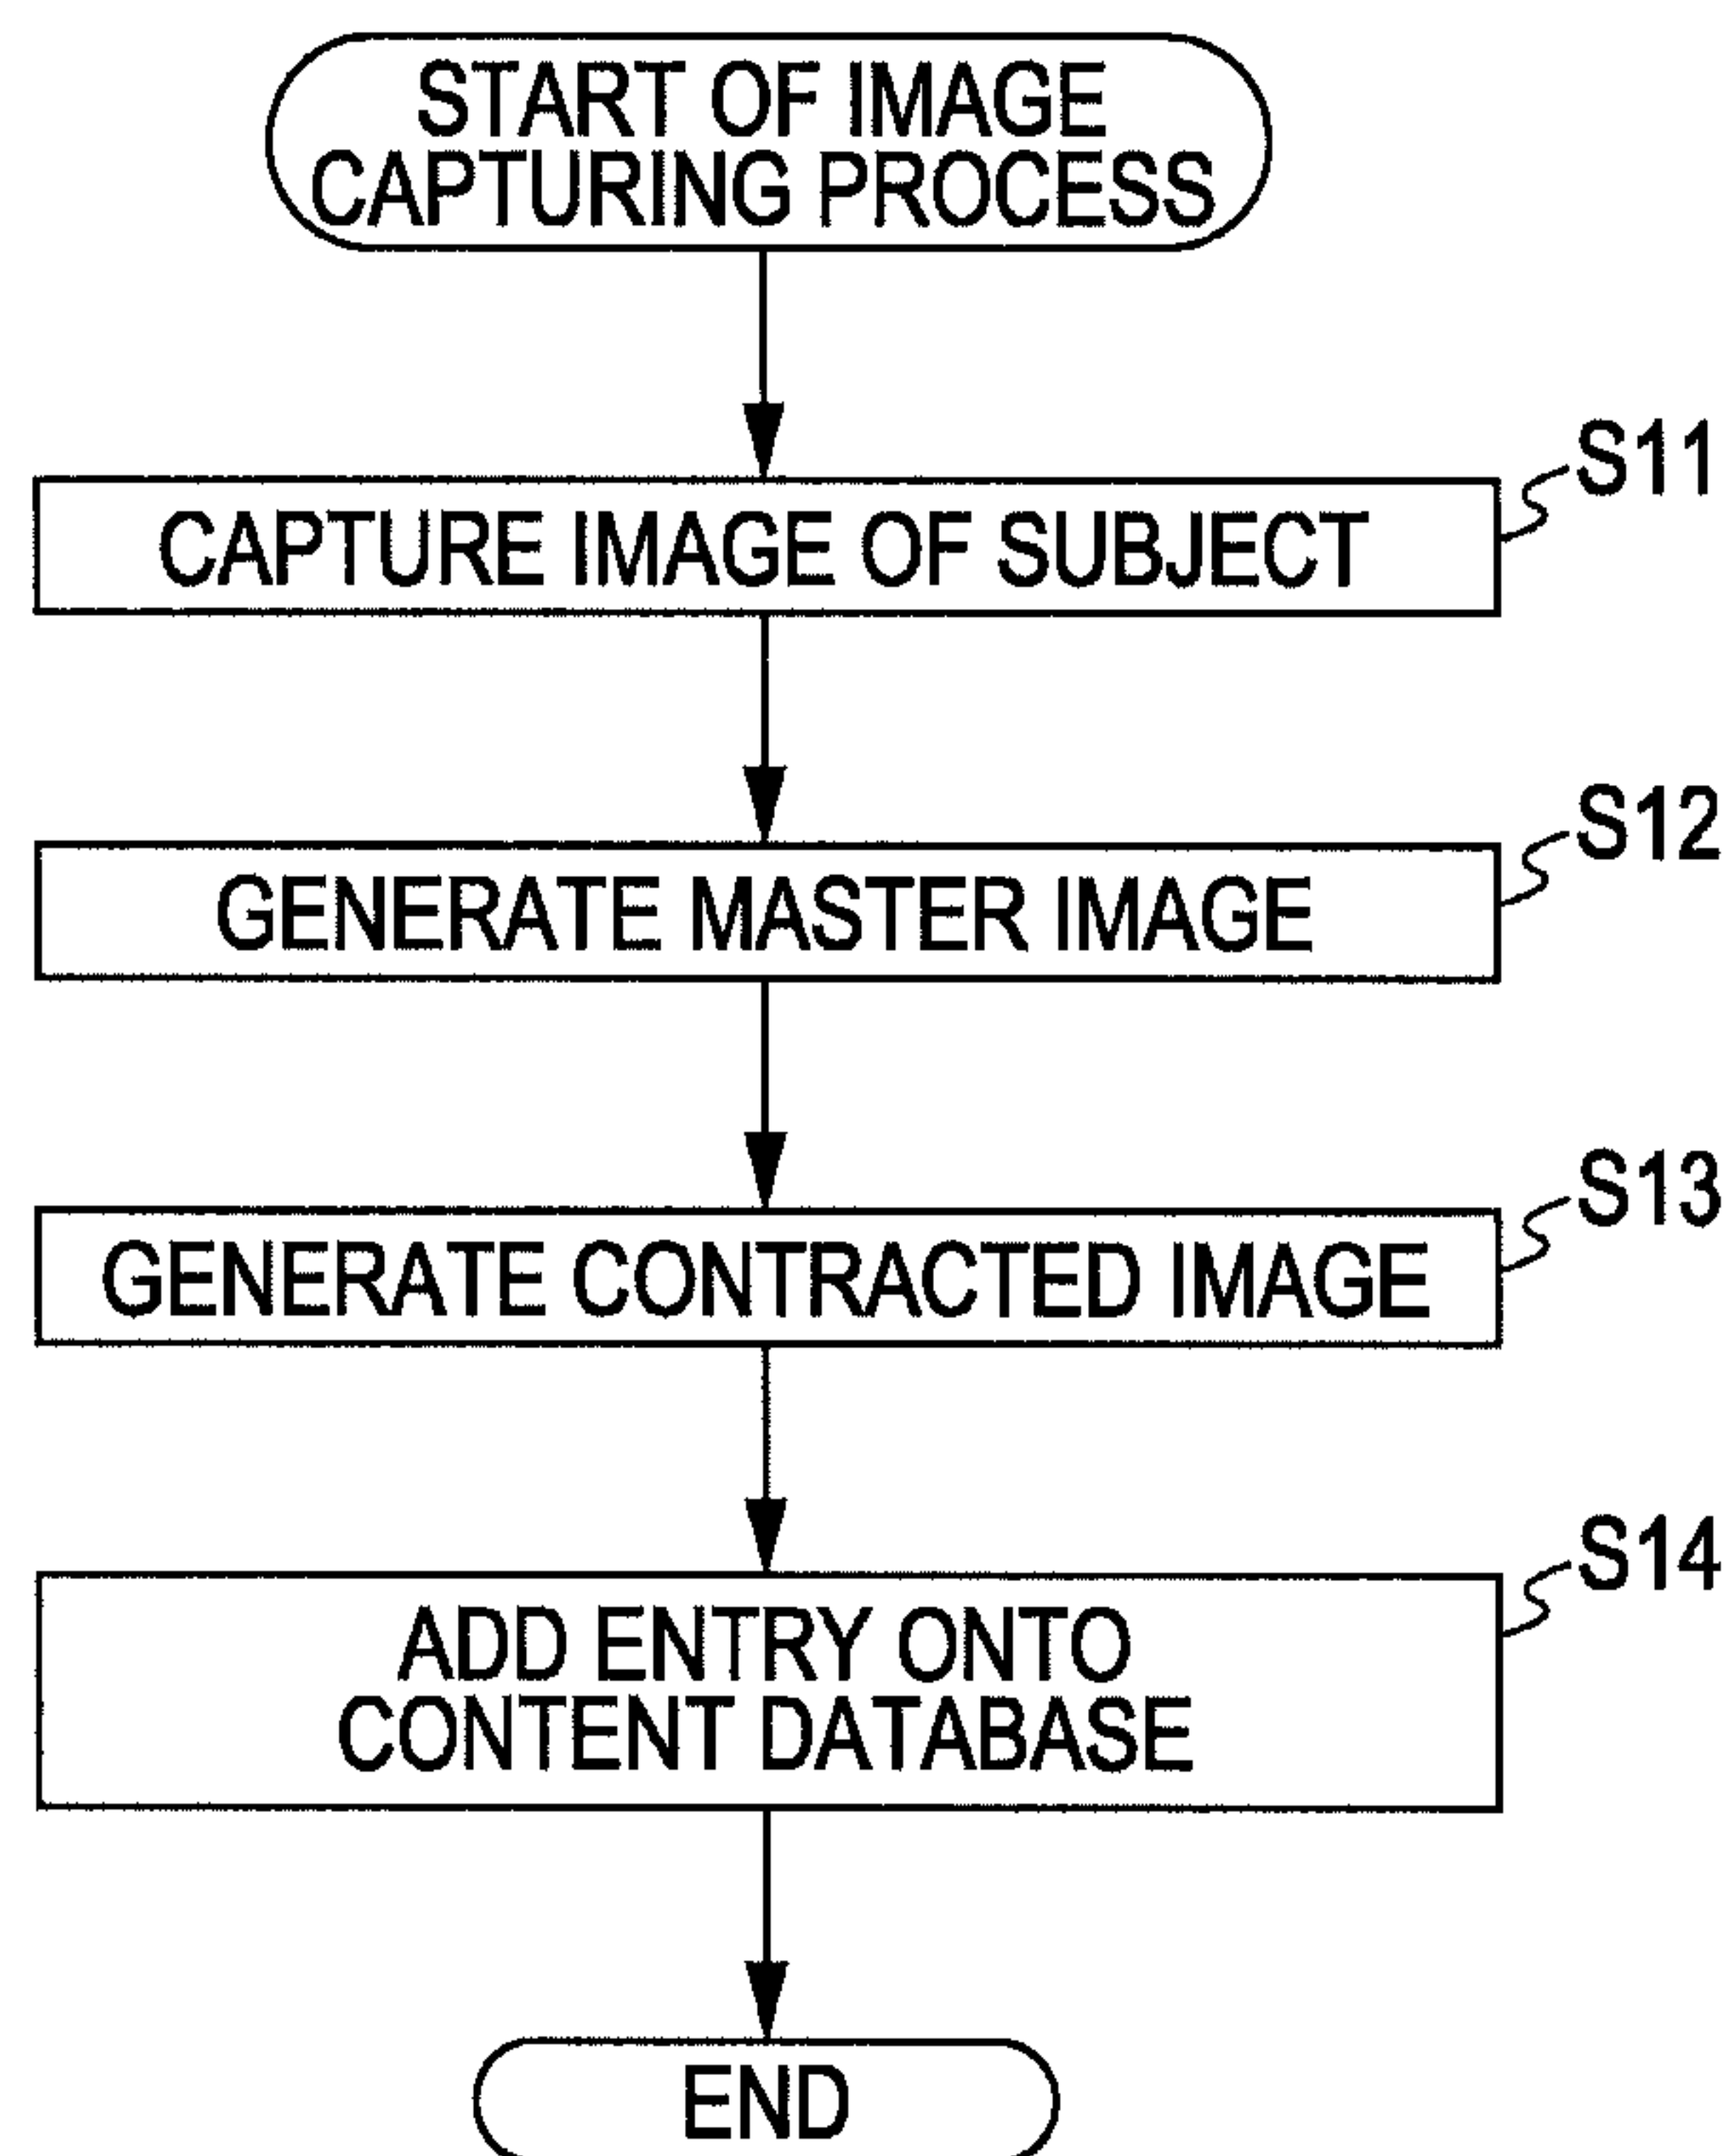 START OF IMAGE
CAPTURING PROCESS
S11
CAPTURE IMAGE OF SUBJECT
S12
GENERATE MASTER IMAGE
S13
GENERATE CONTRACTED IMAGE
S14
ADD ENTRY ONTO
CONTENT DATABASE
END